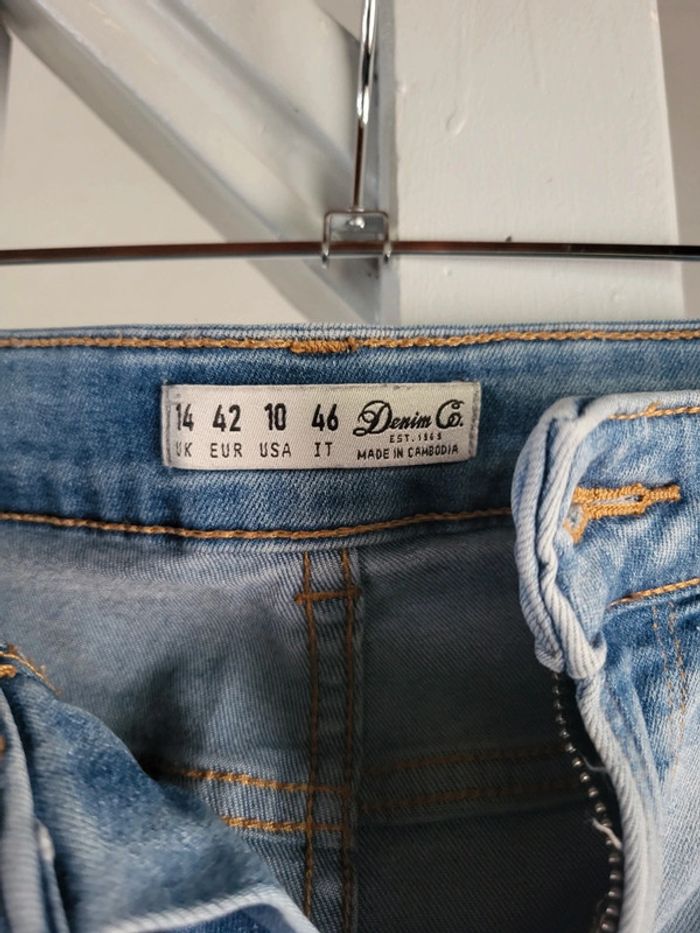 14 42 10 46
UK EUR USA IT
Denim Co.
EST. 1969
MADE IN CAMBODIA